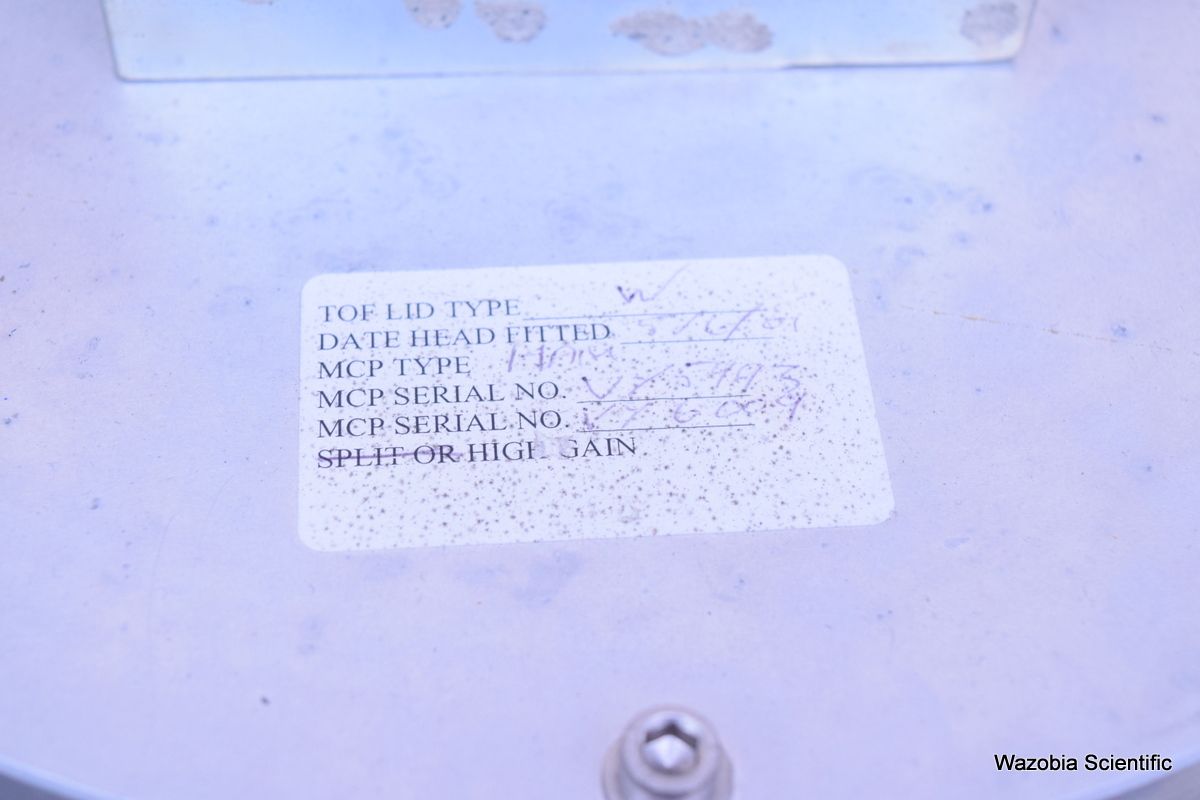 TOF LID TYPE W
DATE HEAD FITTED
MCP TYPE
MCP SERIAL NO.
MCP SERIAL NO.
SPLIT OR HIGH GAIN
Wazobia Scientific